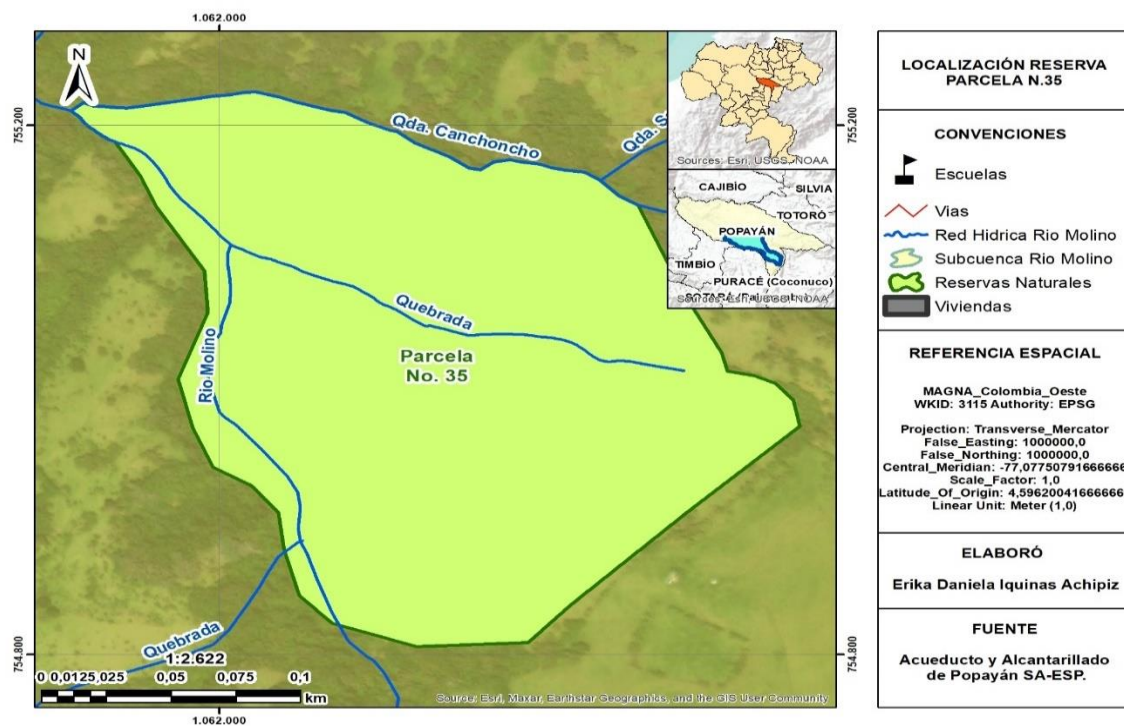 1.062.000
N
755.200
755.200
Qda. Canchoncho
Qda. S
Sources: Esri, USGS, NOAA
CAJIBÍO
SILVIA
TOTORÓ
POPAYÁN
TIMBÍO
PURACÉ (Coconuco)
Sources: Esri, USGS, NOAA
Quebrada
Rio Molino
Parcela
No. 35
Quebrada
754.800
754.800
1:2.622
0 0,0125,025 0,05 0,075 0,1
km
Source: Esri, Maxar, Earthstar Geographics, and the GIS User Community
1.062.000
LOCALIZACIÓN RESERVA
PARCELA N.35
CONVENCIONES
Escuelas
Vias
Red Hidrica Rio Molino
Subcuenca Rio Molino
Reservas Naturales
Viviendas
REFERENCIA ESPACIAL
MAGNA_Colombia_Oeste
WKID: 3115 Authority: EPSG
Projection: Transverse_Mercator
False_Easting: 1000000,0
False_Northing: 1000000,0
Central_Meridian: -77,07750791666666
Scale_Factor: 1,0
Latitude_Of_Origin: 4,59620041666666
Linear Unit: Meter (1,0)
ELABORÓ
Erika Daniela Iquinas Achipiz
FUENTE
Acueducto y Alcantarillado
de Popayán SA-ESP.